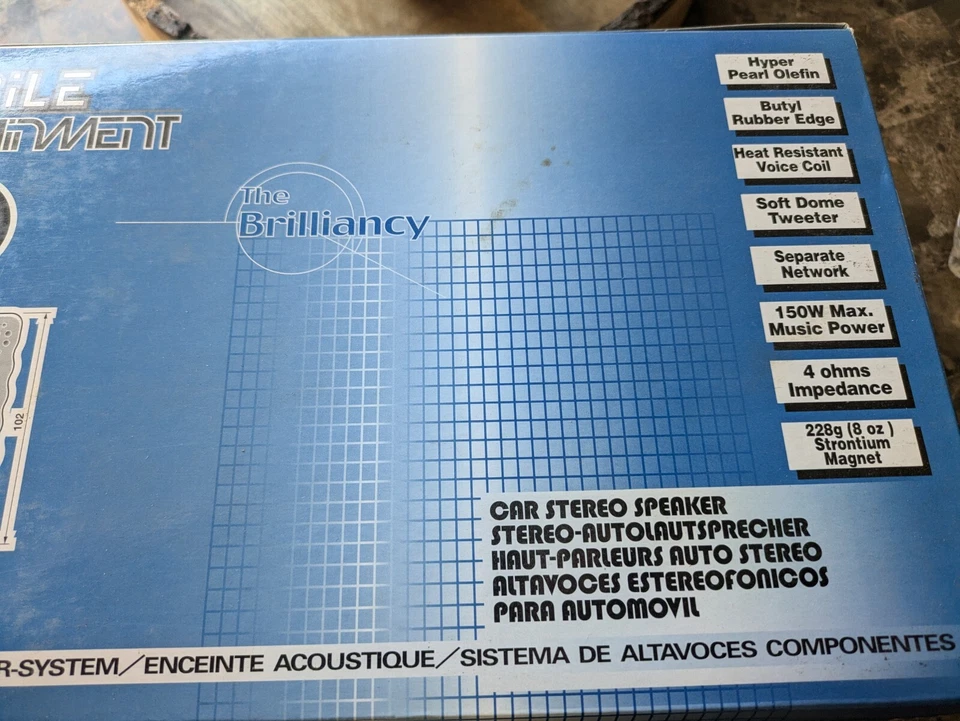 The
Brilliancy
Hyper
Pearl Olefin
Butyl
Rubber Edge
Heat Resistant
Voice Coil
Soft Dome
Tweeter
Separate
Network
150W Max.
Music Power
4 ohms
Impedance
228g (8 oz )
Strontium
Magnet
102
CAR STEREO SPEAKER
STEREO-AUTOLAUTSPRECHER
HAUT-PARLEURS AUTO STEREO
ALTAVOCES ESTEREOFONICOS
PARA AUTOMOVIL
R-SYSTEM/ENCEINTE ACOUSTIQUE/SISTEMA DE ALTAVOCES COMPONENTES